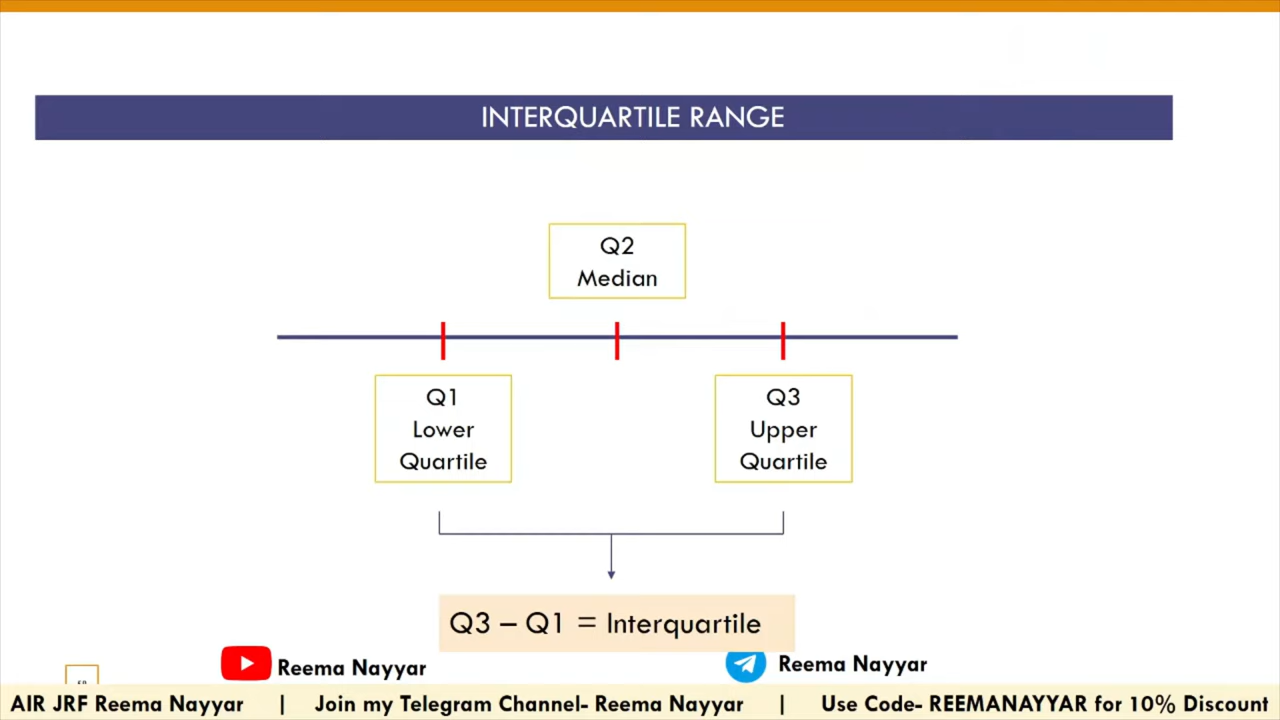 INTERQUARTILE RANGE
Q2
Median
Q1
Lower
Quartile
Q3
Upper
Quartile
Q3 – Q1 = Interquartile
Reema Nayyar
Reema Nayyar
AIR JRF Reema Nayyar | Join my Telegram Channel- Reema Nayyar | Use Code- REEMANAYYAR for 10% Discount